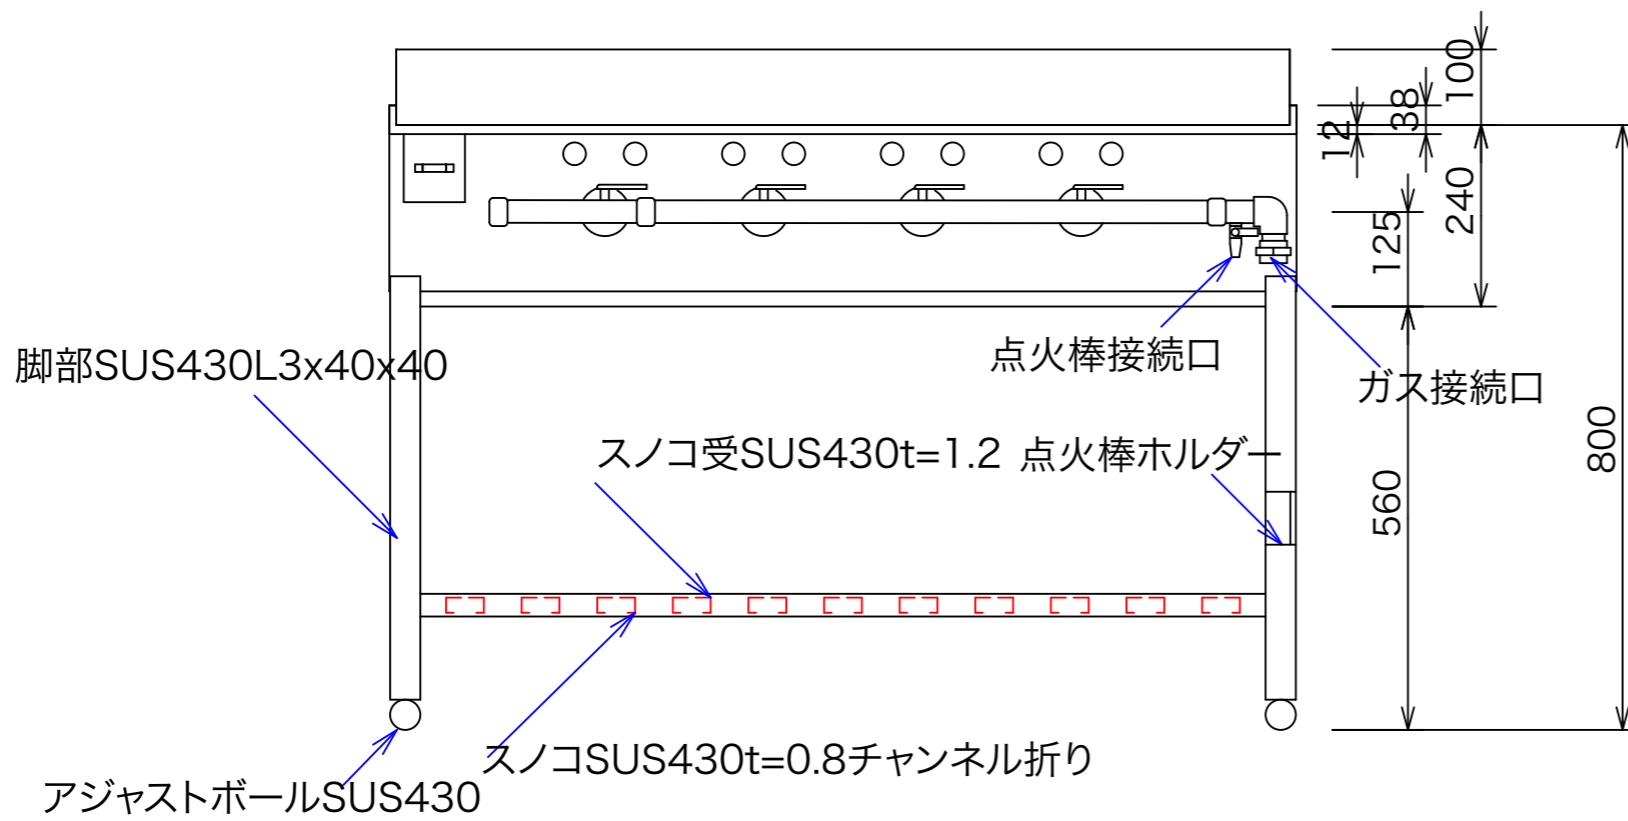 100
38
12
240
125
点火棒接続口
脚部SUS430L3x40x40
ガス接続口
スノコ受SUS430t=1.2
点火棒ホルダー
800
560
スノコSUS430t=0.8チャンネル折り
アジャストボールSUS430